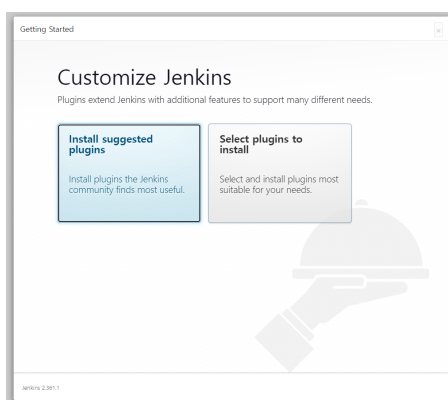 Getting Started
Customize Jenkins
Plugins extend Jenkins with additional features to support many different needs.
Install suggested
plugins
Install plugins the Jenkins
community finds most useful.
Select plugins to
install
Select and install plugins most
suitable for your needs.
Jenkins 2.361.1